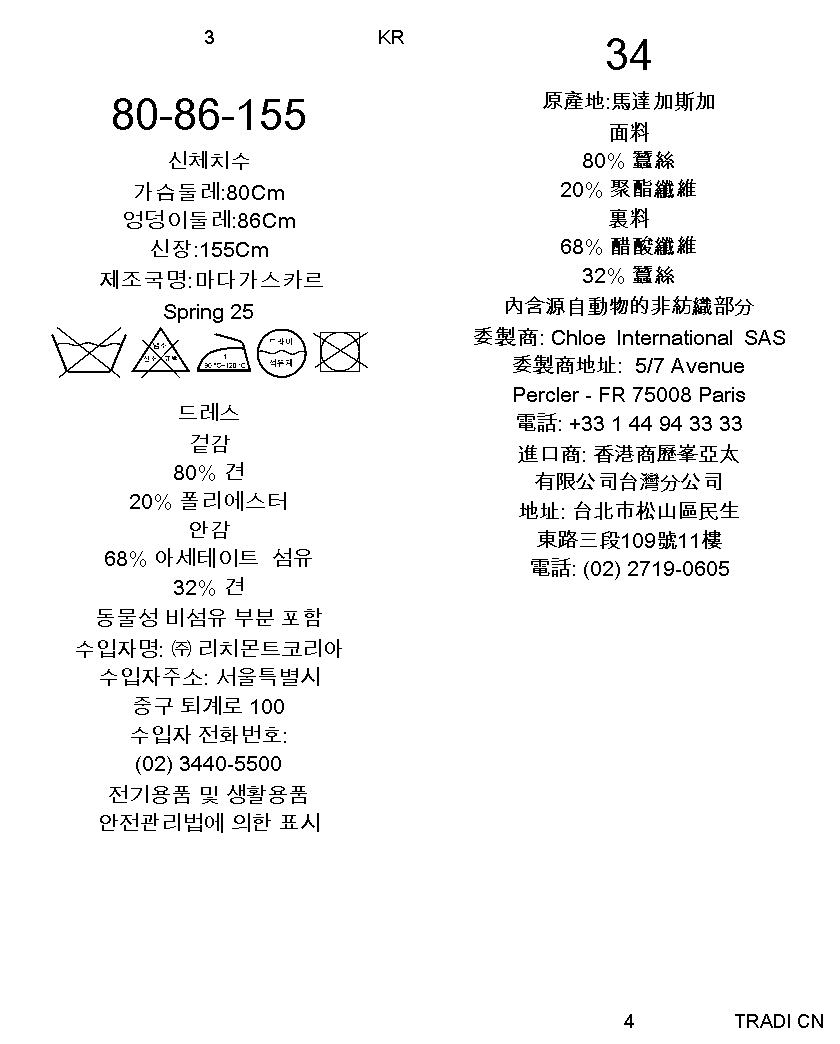 3
KR
80-86-155
신체치수
가슴둘레:80Cm
엉덩이둘레:86Cm
신장:155Cm
제조국명:마다가스카르
Spring 25
염소
산소 표백
1
90 °C~120 °C
드라이
석유계
드레스
겉감
80% 견
20% 폴리에스터
안감
68% 아세테이트 섬유
32% 견
동물성 비섬유 부분 포함
수입자명: ㈜ 리치몬트코리아
수입자주소: 서울특별시
중구 퇴계로 100
수입자 전화번호:
(02) 3440-5500
전기용품 및 생활용품
안전관리법에 의한 표시
34
原產地:馬達加斯加
面料
80% 蠶絲
20% 聚酯纖維
裏料
68% 醋酸纖維
32% 蠶絲
內含源自動物的非紡織部分
委製商: Chloe International SAS
委製商地址: 5/7 Avenue
Percier - FR 75008 Paris
電話: +33 1 44 94 33 33
進口商: 香港商歷峯亞太
有限公司台灣分公司
地址: 台北市松山區民生
東路三段109號11樓
電話: (02) 2719-0605
4
TRADI CN